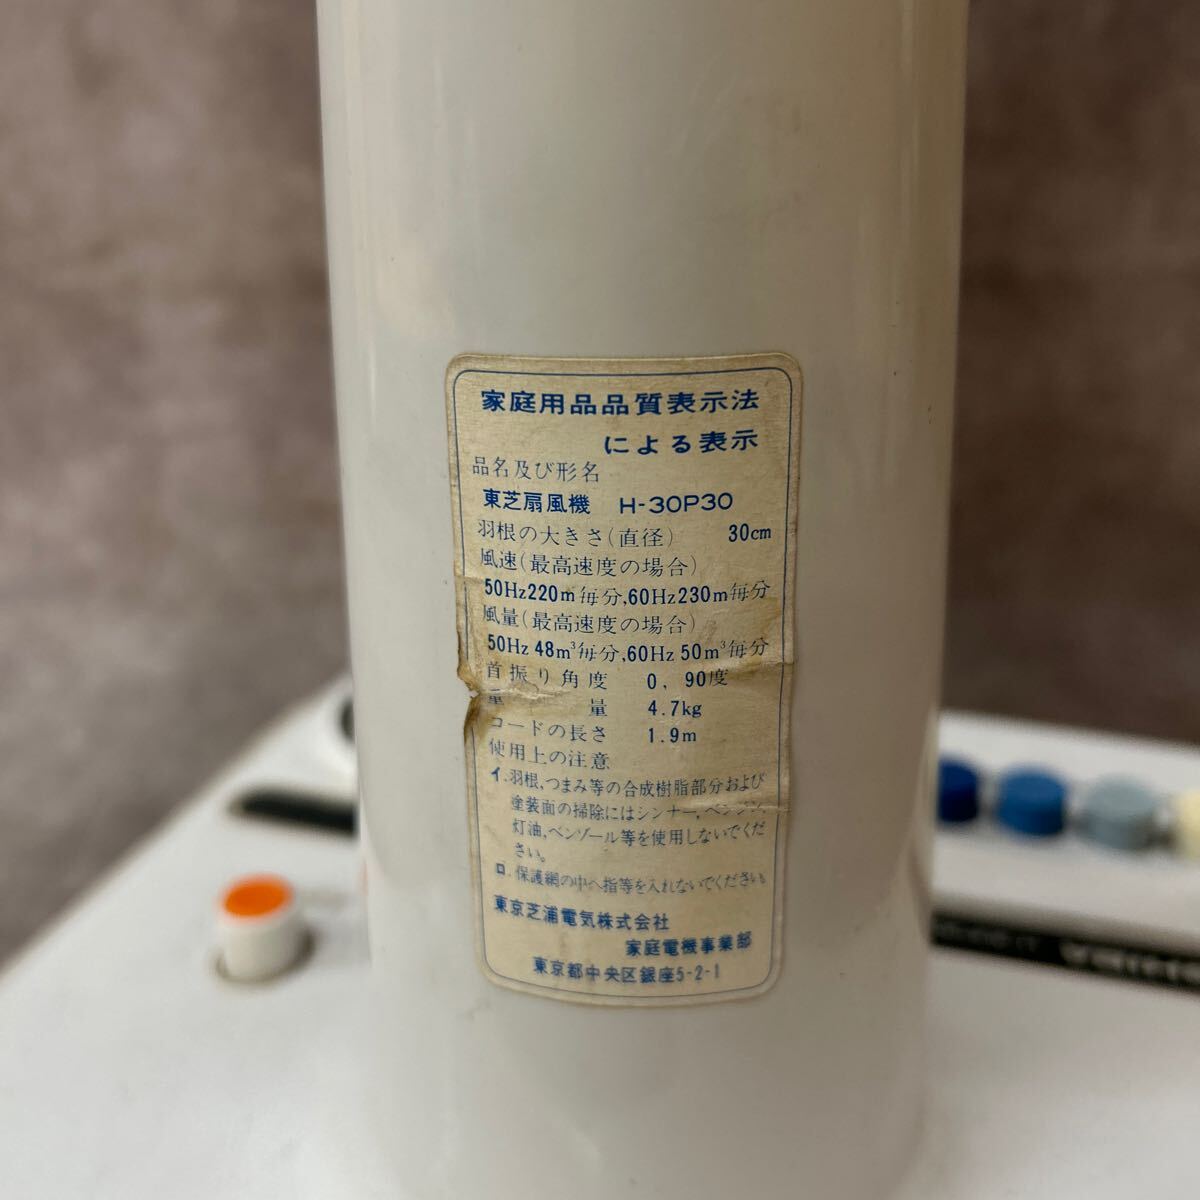 家庭用品品質表示法
による表示
品名及び形名
東芝扇風機 H-30P30
羽根の大きさ(直径) 30cm
風速(最高速度の場合)
50Hz220m毎分,60Hz230m毎分
風量(最高速度の場合)
50Hz 48m³毎分,60Hz 50m³毎分
首振り角度 0, 90度
重量 4.7kg
コードの長さ 1.9m
使用上の注意
イ.羽根,つまみ等の合成樹脂部分および
塗装面の掃除にはシンナー,ベンジン,
灯油,ベンゾール等を使用しないでくだ
さい。
ロ.保護網の中へ指等を入れないでください。
東京芝浦電気株式会社
家庭電機事業部
東京都中央区銀座5-2-1